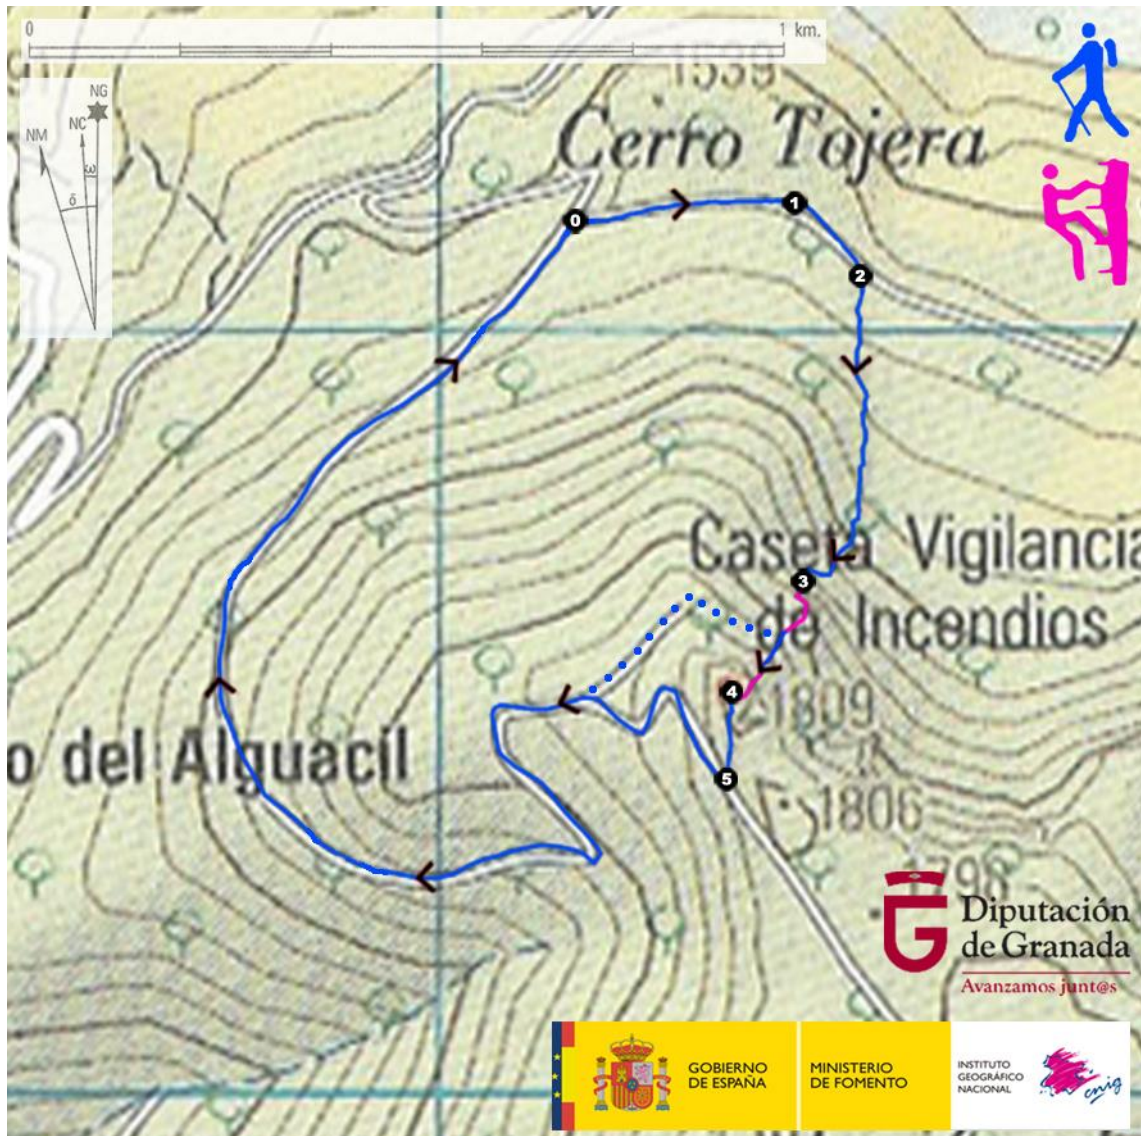 0 1 km.
1539
NG
NC
NM
ω
δ
Cerro Tojera
0
1
2
Caseta Vigilancia
3
de Incendios
4
1809
o del Alguacil
5
1806
1798
Diputación
de Granada
Avanzamos junt@s
GOBIERNO
DE ESPAÑA
MINISTERIO
DE FOMENTO
INSTITUTO
GEOGRÁFICO
NACIONAL
cnig